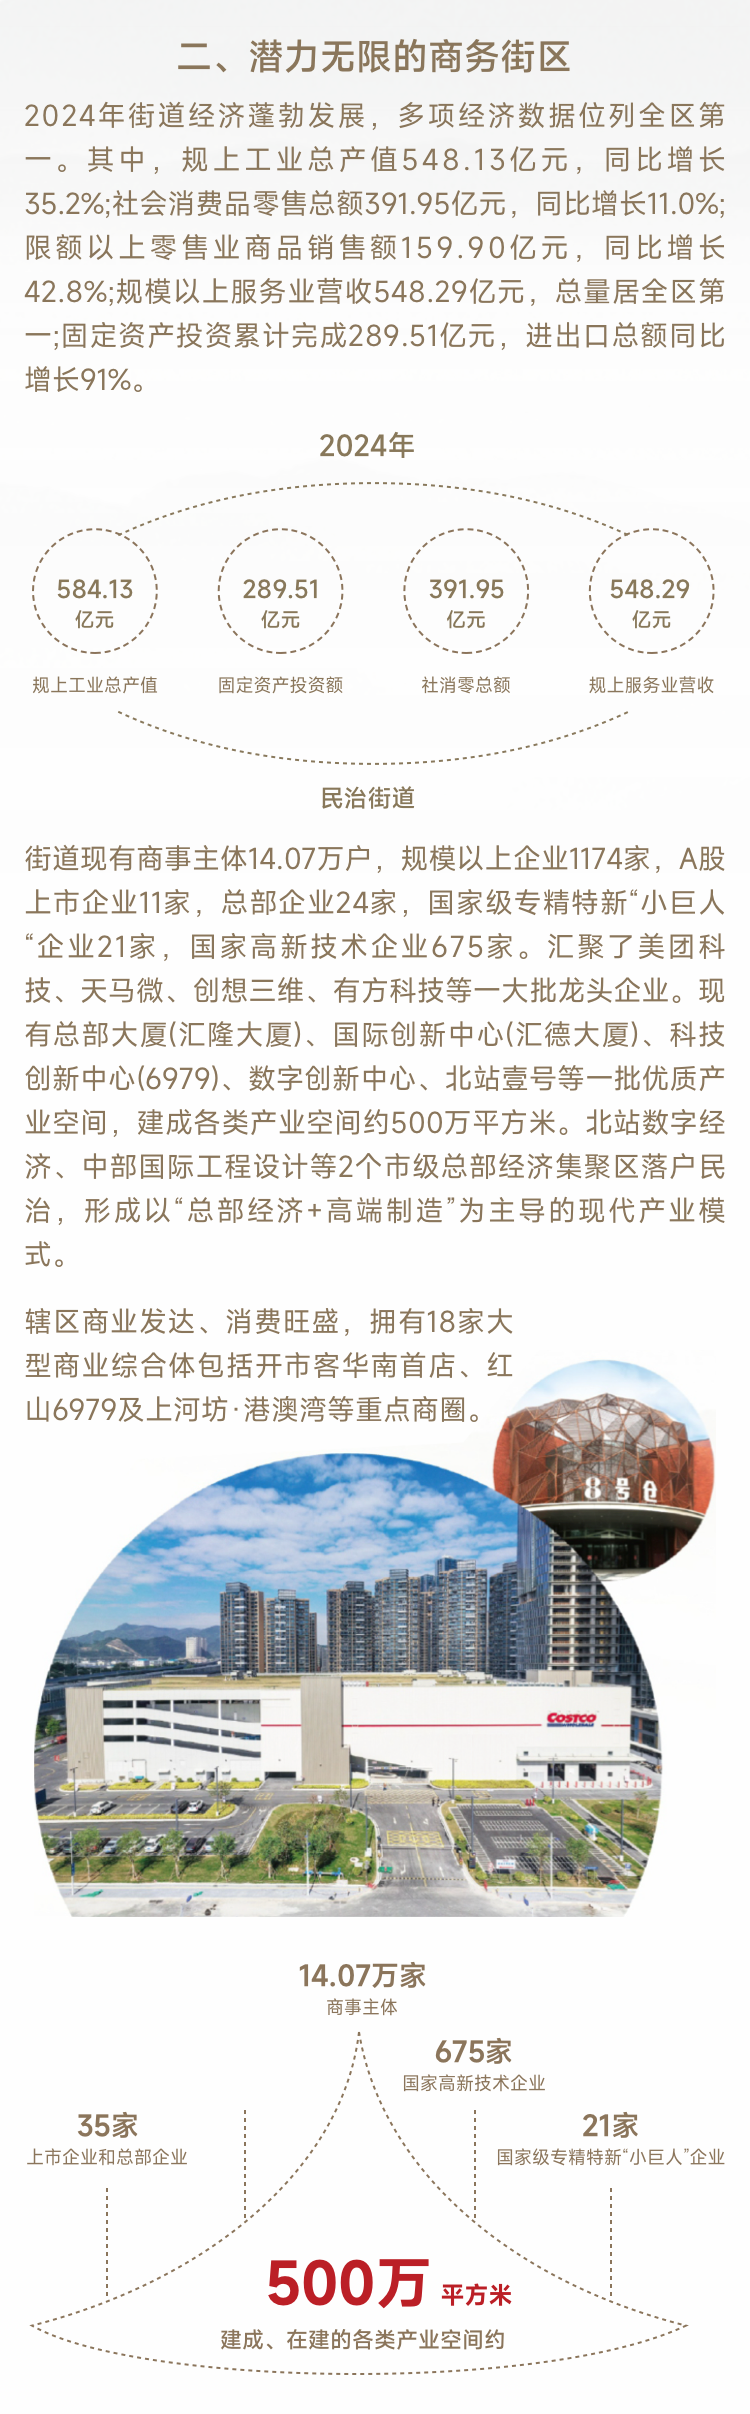 二、潜力无限的商务街区
2024年街道经济蓬勃发展，多项经济数据位列全区第
一。其中，规上工业总产值548.13亿元，同比增长
35.2%;社会消费品零售总额391.95亿元，同比增长11.0%;
限额以上零售业商品销售额159.90亿元，同比增长
42.8%;规模以上服务业营收548.29亿元，总量居全区第
一;固定资产投资累计完成289.51亿元，进出口总额同比
增长91%。
2024年
584.13 289.51 391.95 548.29
亿元 亿元 亿元 亿元
规上工业总产值 固定资产投资额 社消零总额 规上服务业营收
民治街道
街道现有商事主体14.07万户，规模以上企业1174家，A股
上市企业11家，总部企业24家，国家级专精特新“小巨人
“企业21家，国家高新技术企业675家。汇聚了美团科
技、天马微、创想三维、有方科技等一大批龙头企业。现
有总部大厦(汇隆大厦)、国际创新中心(汇德大厦)、科技
创新中心(6979)、数字创新中心、北站壹号等一批优质产
业空间，建成各类产业空间约500万平方米。北站数字经
济、中部国际工程设计等2个市级总部经济集聚区落户民
治，形成以“总部经济+高端制造”为主导的现代产业模
式。
辖区商业发达、消费旺盛，拥有18家大
型商业综合体包括开市客华南首店、红
山6979及上河坊·港澳湾等重点商圈。
8号仓
COSTCO
14.07万家
商事主体
675家
国家高新技术企业
35家
上市企业和总部企业
21家
国家级专精特新“小巨人”企业
500万 平方米
建成、在建的各类产业空间约